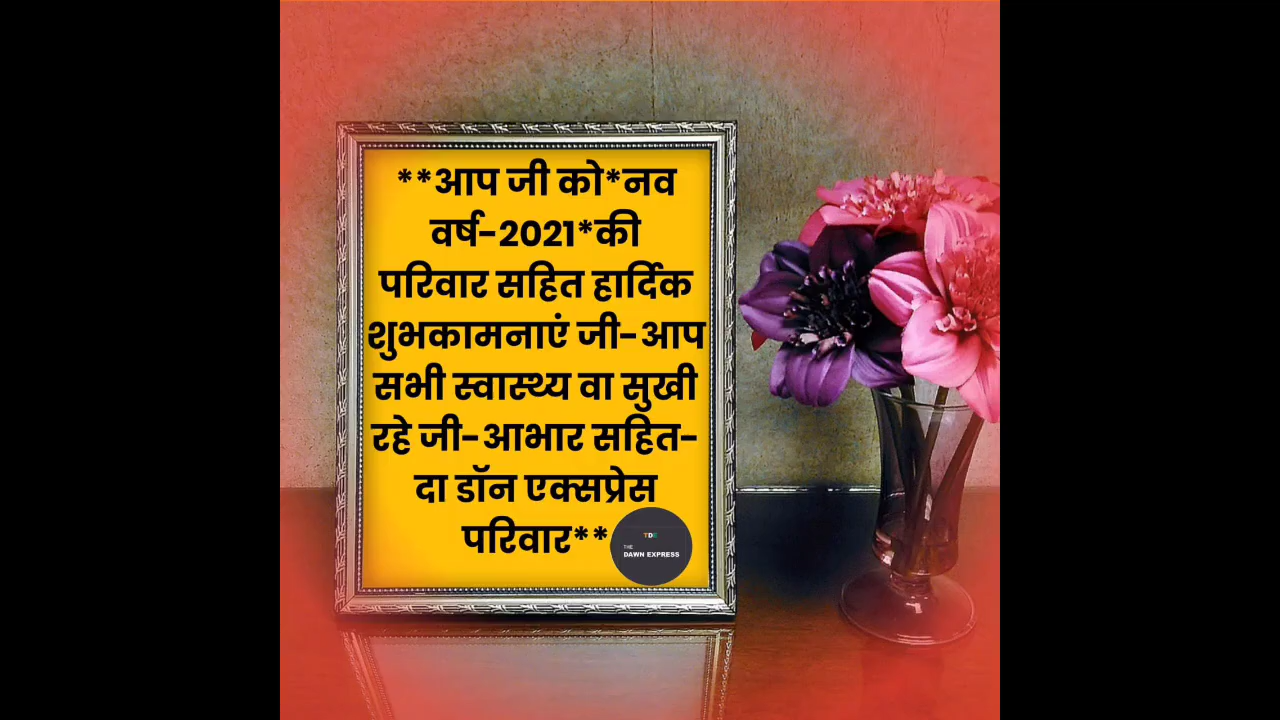 **आप जी को*नव
वर्ष-2021*की
परिवार सहित हार्दिक
शुभकामनाएं जी-आप
सभी स्वास्थ्य वा सुखी
रहे जी-आभार सहित-
दा डॉन एक्सप्रेस
परिवार**
TDE
THE
DAWN EXPRESS